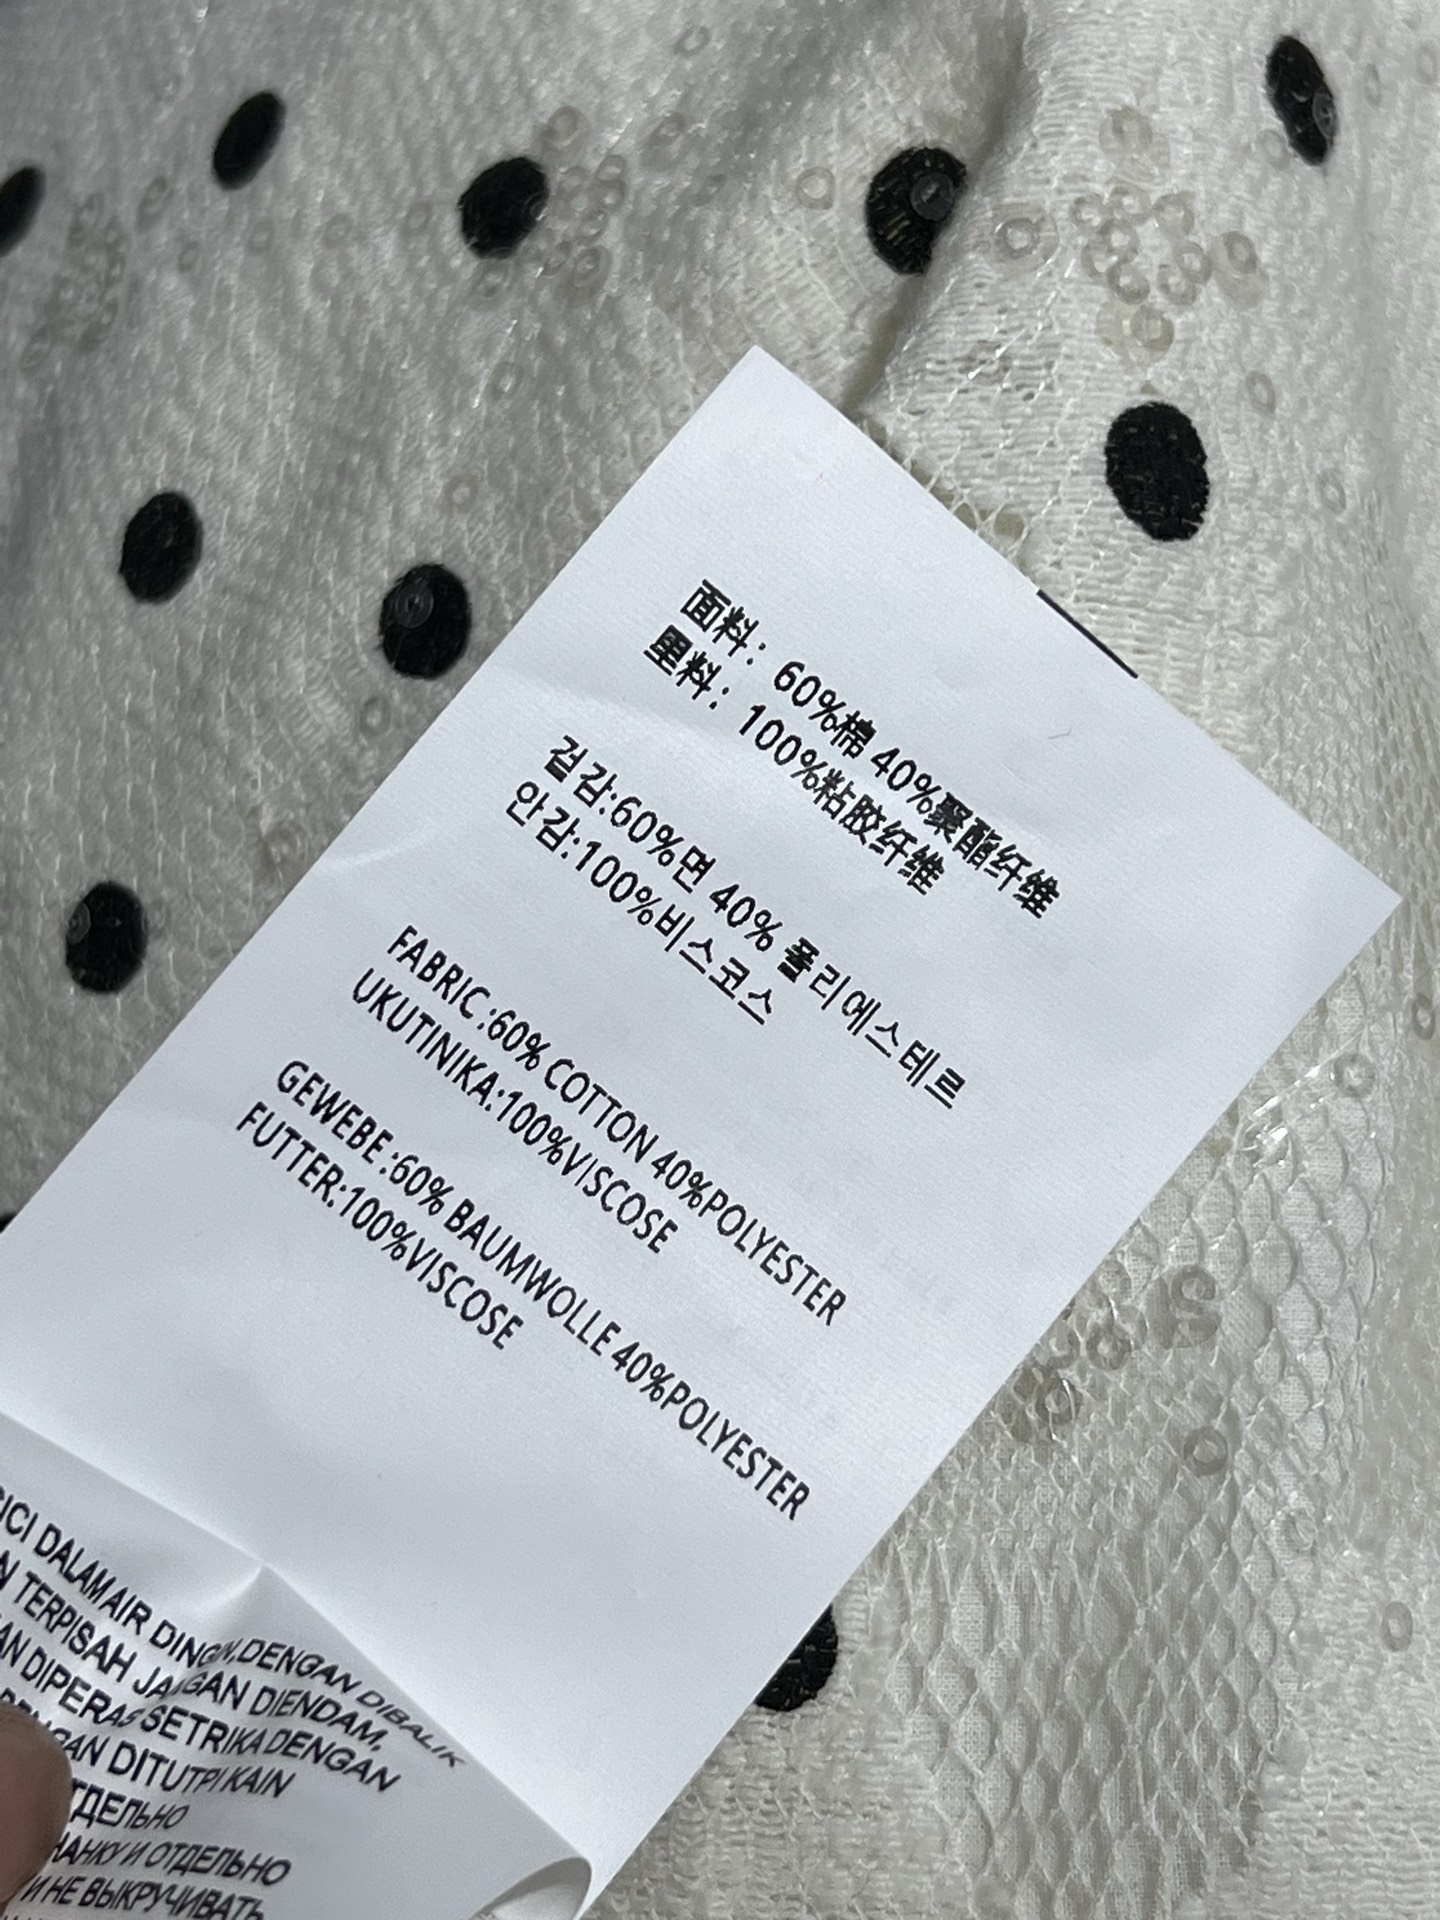 面料：60%棉 40%聚酯纤维
里料：100%粘胶纤维
겉감:60%면 40% 폴리에스테르
안감:100%비스코스
FABRIC:60% COTTON 40%POLYESTER
UKUTINIKA:100%VISCOSE
GEWEBE:60% BAUMWOLLE 40%POLYESTER
FUTTER:100%VISCOSE
DALAM AIR DINGIN,DENGAN DIBALIK
TERPISAH JANGAN DIENDAM,
DIPERAS SETRIKA DENGAN
DITUTPI KAIN
И ОТДЕЛЬНО
И НЕ ВЫКРУЧИВАТЬ